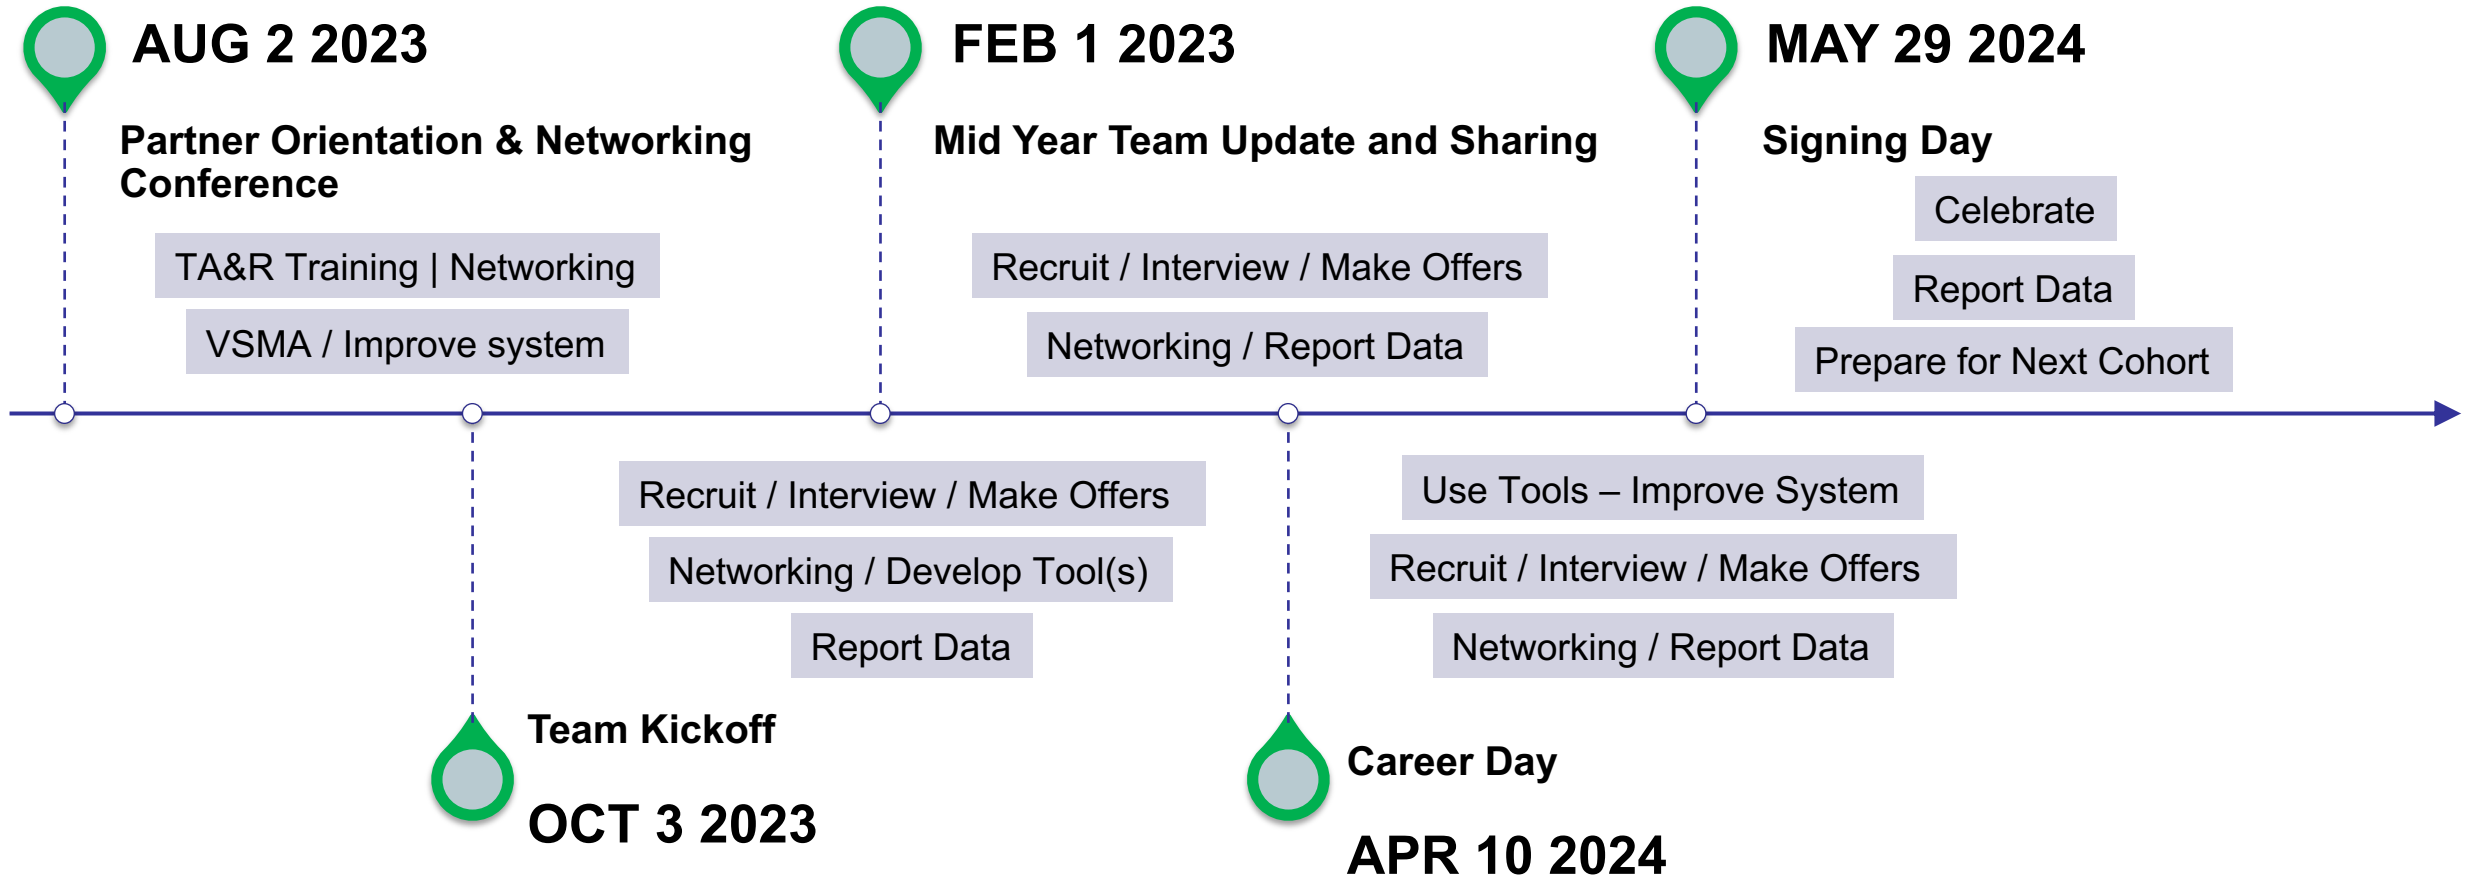 AUG 2 2023
Partner Orientation & Networking
Conference
TA&R Training | Networking
VSMA / Improve system
Team Kickoff
OCT 3 2023
Recruit / Interview / Make Offers
Networking / Develop Tool(s)
Report Data
FEB 1 2023
Mid Year Team Update and Sharing
Recruit / Interview / Make Offers
Networking / Report Data
Career Day
APR 10 2024
Use Tools – Improve System
Recruit / Interview / Make Offers
Networking / Report Data
MAY 29 2024
Signing Day
Celebrate
Report Data
Prepare for Next Cohort